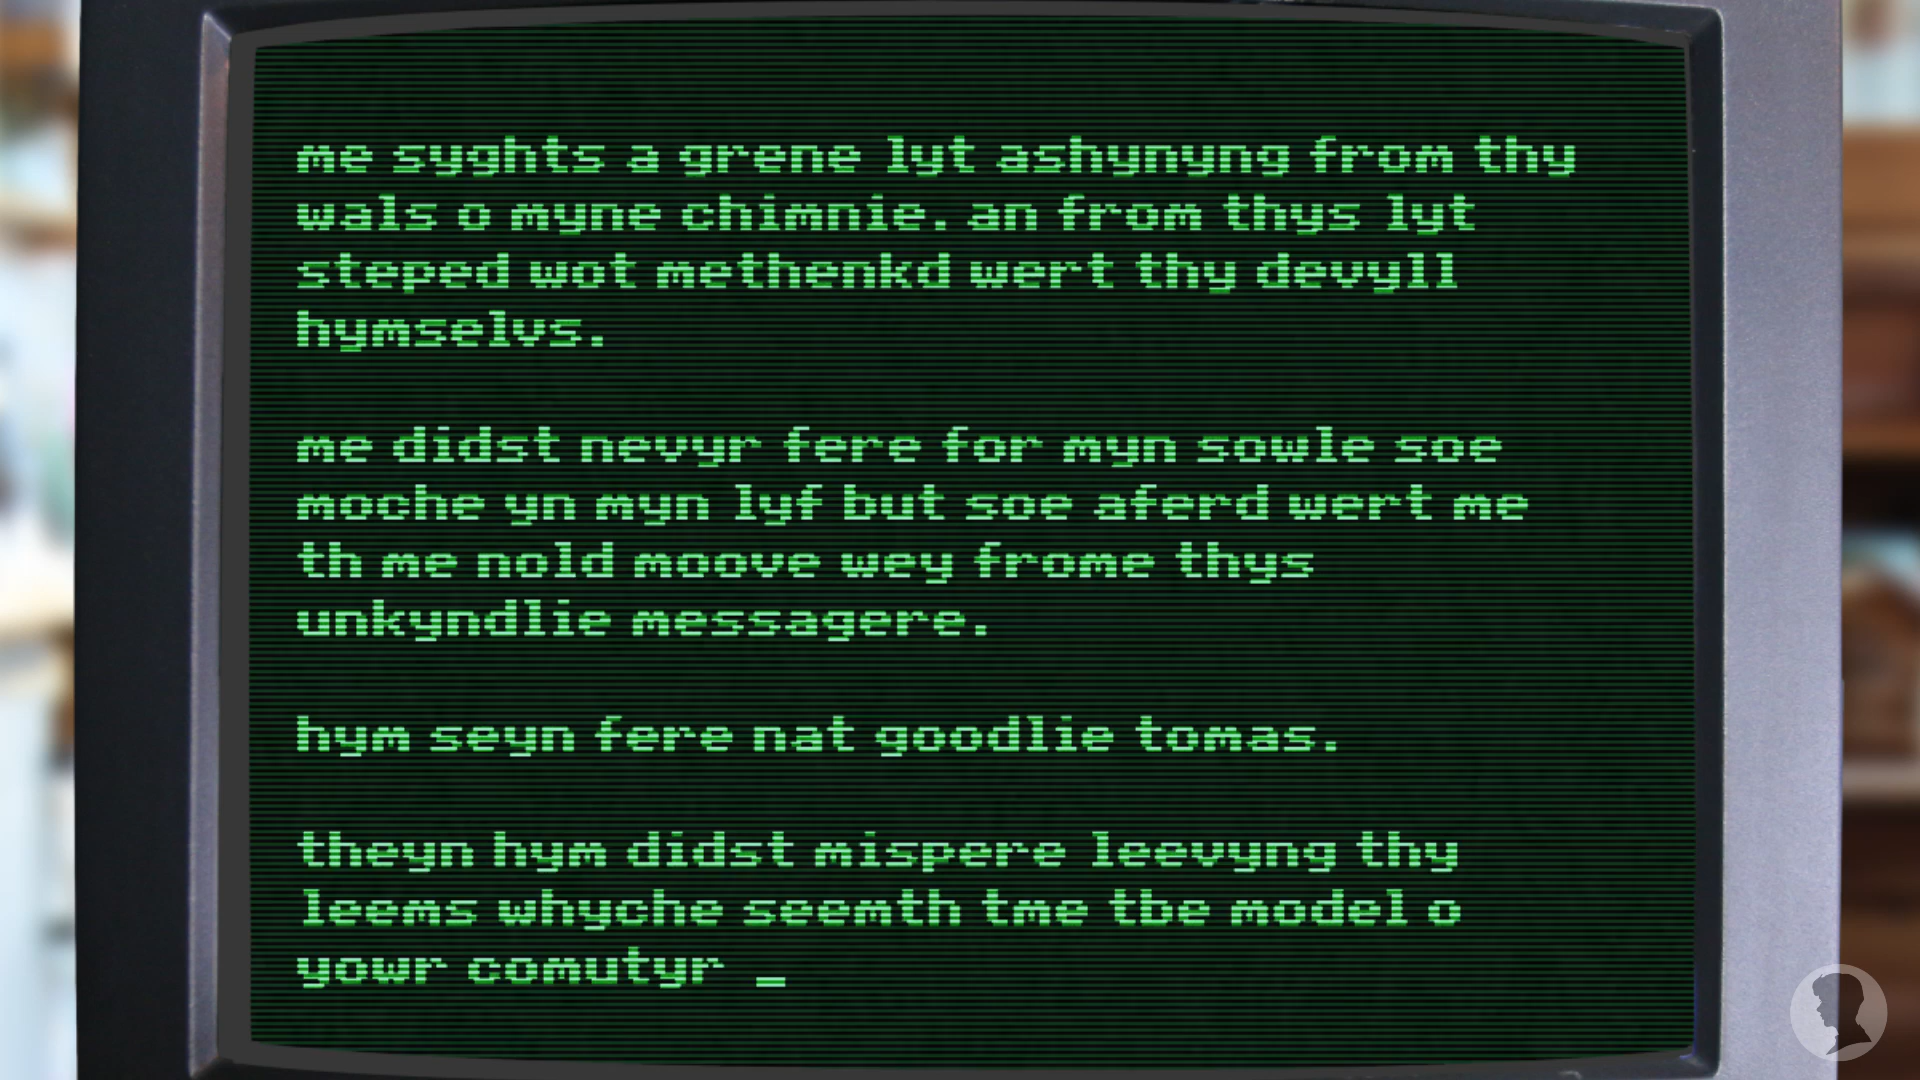 me syghts a grene lyt ashynyng from thy
wals o myne chimnie. an from thys lyt
steped wot methenkd wert thy devyll
hymselvs.
me didst nevyr fere for myn sowle soe
moche yn myn lyf but soe aferd wert me
th me nold moove wey frome thys
unkyndlie messagere.
hym seyn fere nat goodlie tomas.
theyn hym didst mispere leevyng thy
leems whyche seemth tme tbe model o
yowr comutyr _